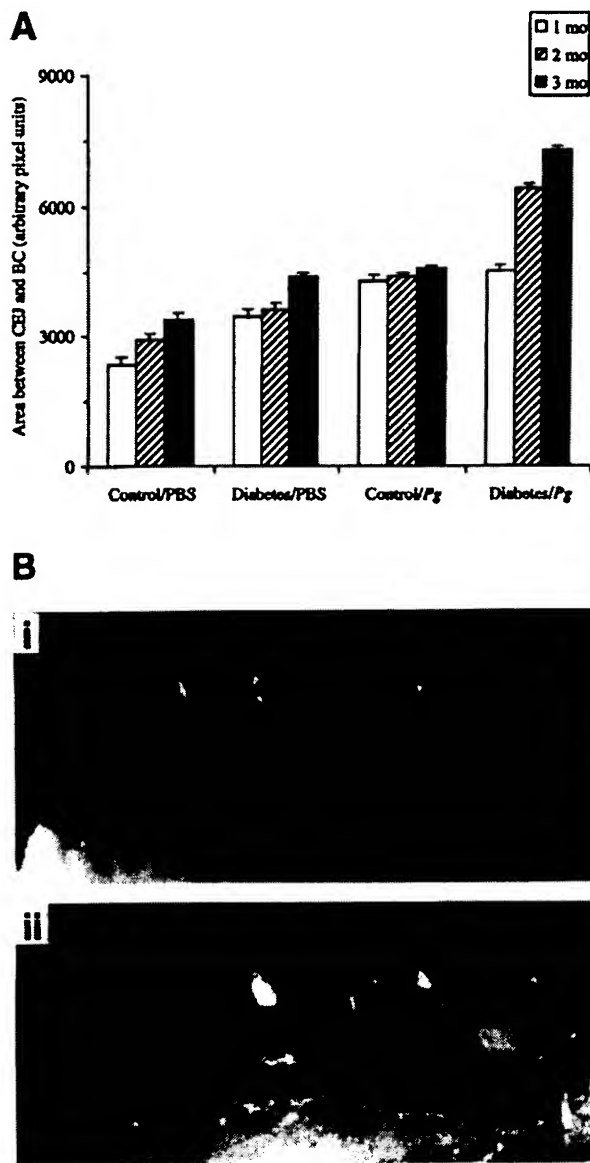 A
1 mo
2 mo
3 mo
Area between CEJ and BC (arbitrary pixel units)
9000
6000
3000
0
Control/PBS
Diabetes/PBS
Control/Pg
Diabetes/Pg
B
i
ii